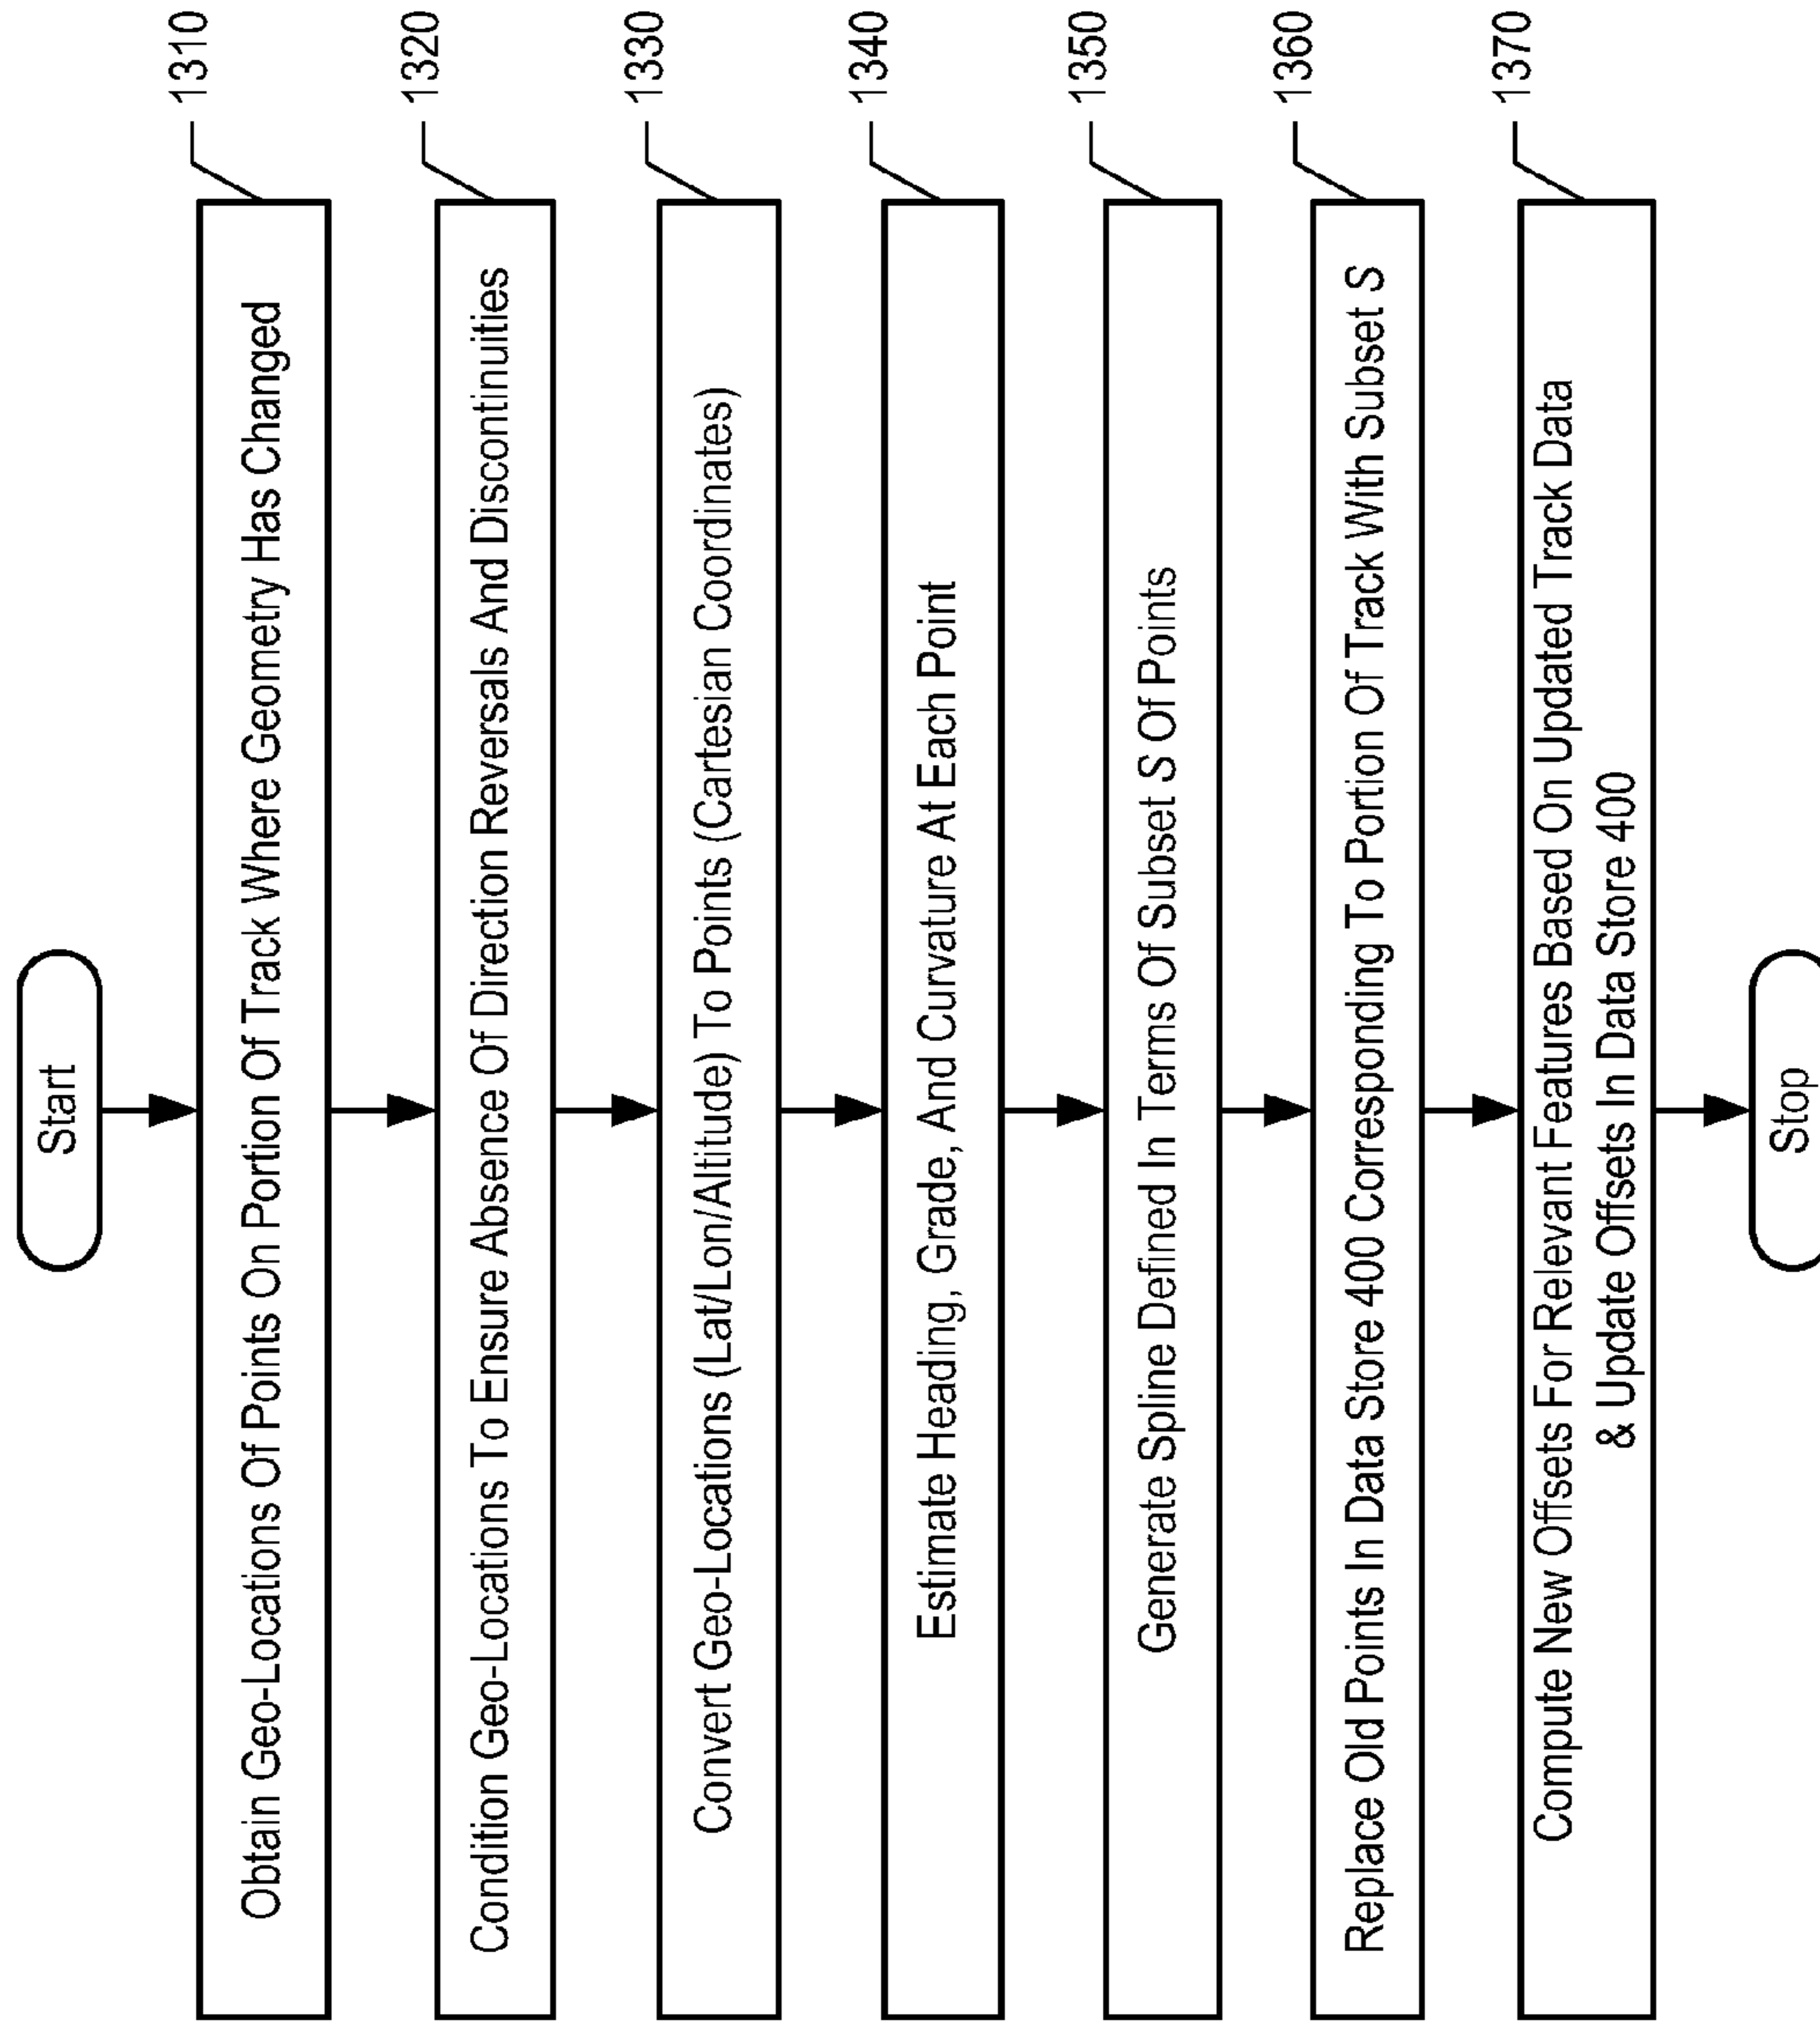 Start
Obtain Geo-Locations Of Points On Portion Of Track Where Geometry Has Changed
1310
Condition Geo-Locations To Ensure Absence Of Direction Reversals And Discontinuities
1320
Convert Geo-Locations (Lat/Lon/Altitude) To Points (Cartesian Coordinates)
1330
Estimate Heading, Grade, And Curvature At Each Point
1340
Generate Spline Defined In Terms Of Subset S Of Points
1350
Replace Old Points In Data Store 400 Corresponding To Portion Of Track With Subset S
1360
Compute New Offsets For Relevant Features Based On Updated Track Data
& Update Offsets In Data Store 400
1370
Stop